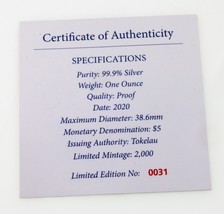 Certificate of Authenticity
SPECIFICATIONS
Purity: 99.9% Silver
Weight: One Ounce
Quality: Proof
Date: 2020
Maximum Diameter: 38.6mm
Monetary Denomination: $5
Issuing Authority: Tokelau
Limited Mintage: 2,000
Limited Edition No: 0031